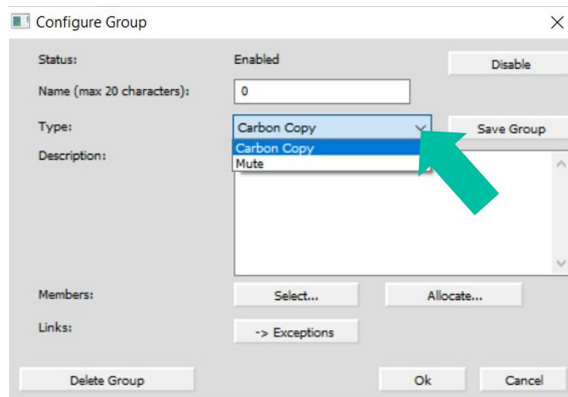 Configure Group
Status: Enabled Disable
Name (max 20 characters): 0
Type: Carbon Copy Save Group
Carbon Copy
Mute
Description:
Members: Select... Allocate...
Links: -> Exceptions
Delete Group Ok Cancel